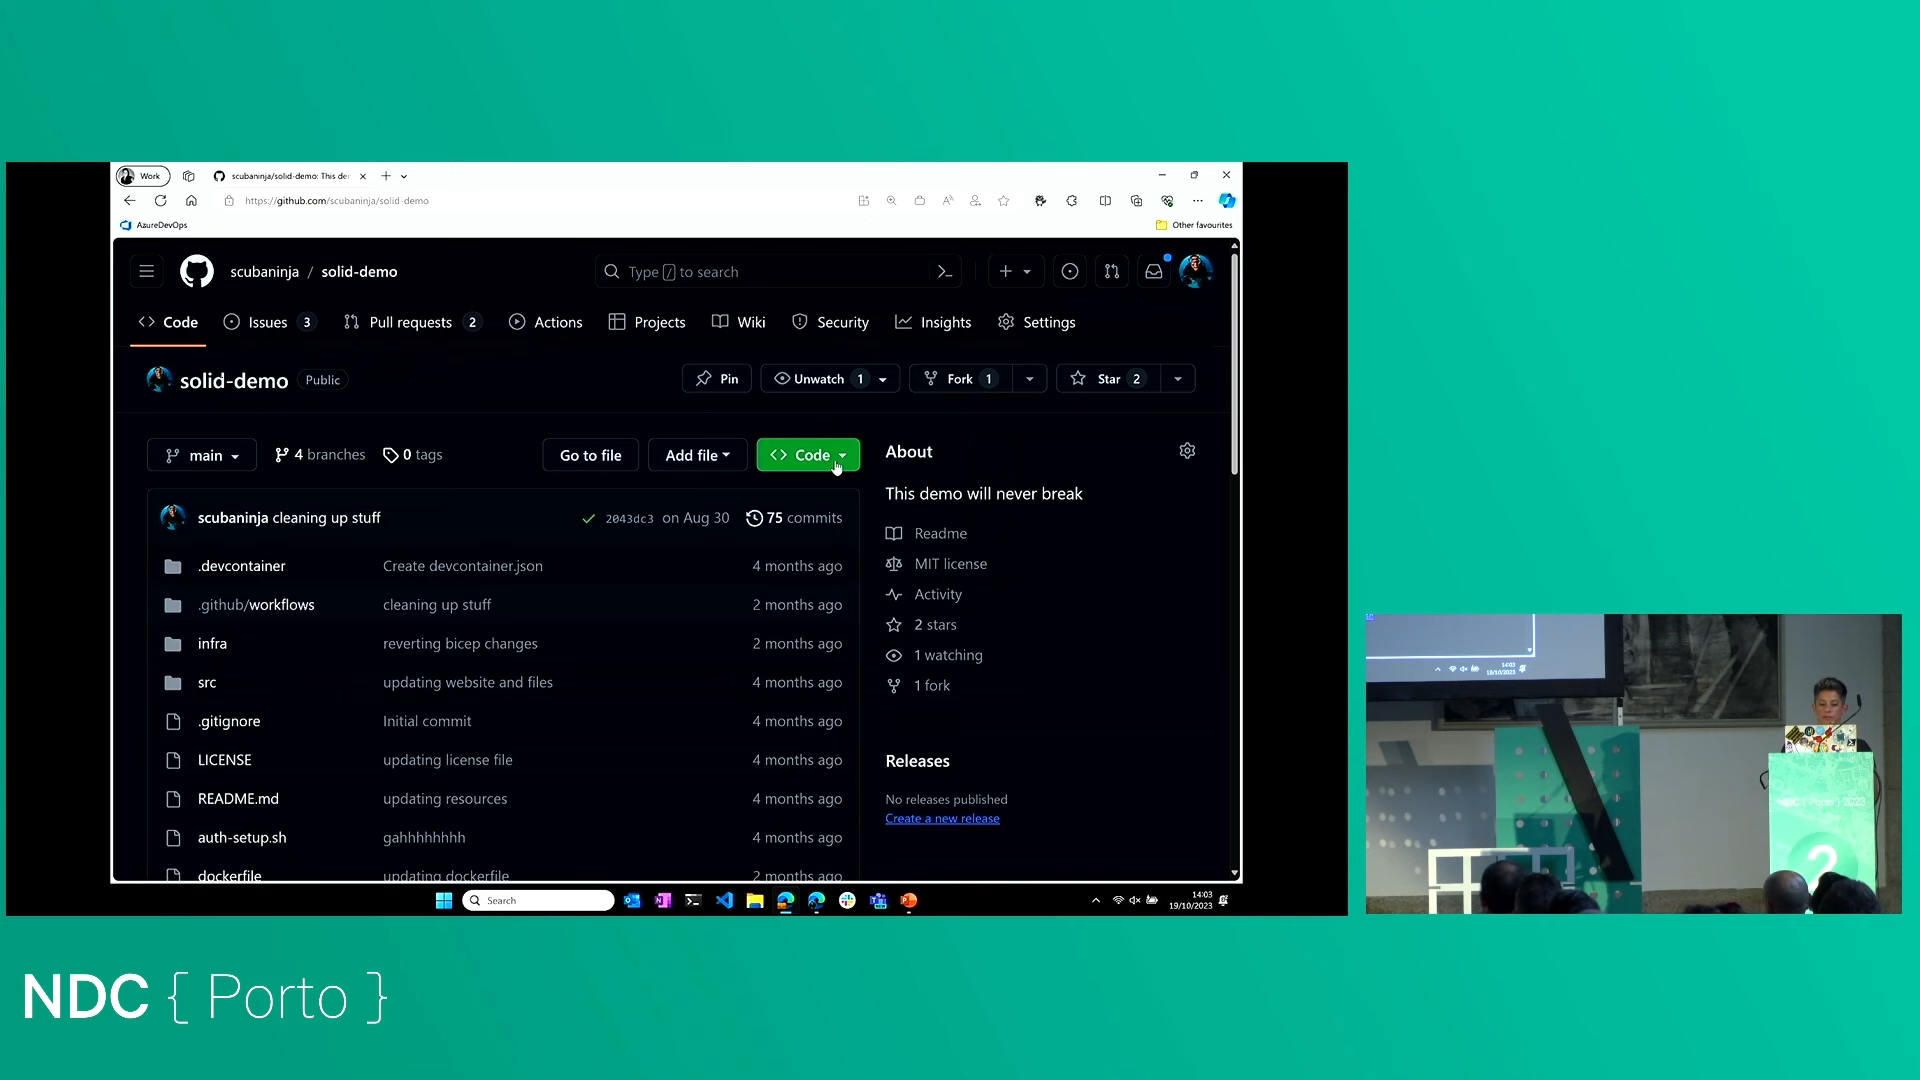 Work
scubaninja/solid-demo: This de
https://github.com/scubaninja/solid-demo
AzureDevOps
Other favourites
scubaninja / solid-demo
Type / to search
Code
Issues 3
Pull requests 2
Actions
Projects
Wiki
Security
Insights
Settings
solid-demo Public
Pin
Unwatch 1
Fork 1
Star 2
main
4 branches
0 tags
Go to file
Add file
Code
About
This demo will never break
scubaninja cleaning up stuff
2043dc3 on Aug 30
75 commits
.devcontainer Create devcontainer.json 4 months ago
.github/workflows cleaning up stuff 2 months ago
infra reverting bicep changes 2 months ago
src updating website and files 4 months ago
.gitignore Initial commit 4 months ago
LICENSE updating license file 4 months ago
README.md updating resources 4 months ago
auth-setup.sh gahhhhhhhh 4 months ago
dockerfile updating dockerfile 2 months ago
Readme
MIT license
Activity
2 stars
1 watching
1 fork
Releases
No releases published
Create a new release
Search
14:03
19/10/2023
14:03
19/10/2023
NDC { Porto } 2023
NDC { Porto }